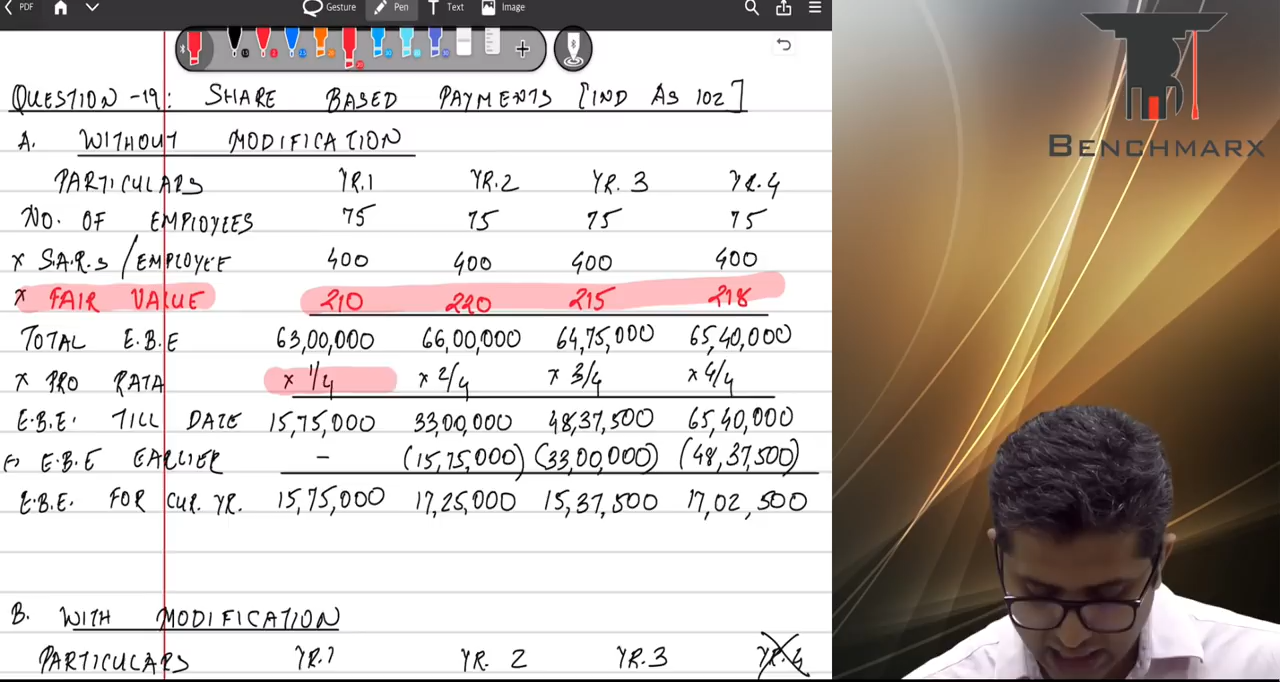 PDF Gesture Pen Text Image
QUESTION-19: SHARE BASED PAYMENTS [IND AS 102]
A. WITHOUT MODIFICATION
PARTICULARS YR.1 YR.2 YR. 3 YR.4
NO. OF EMPLOYEES 75 75 75 75
x S.A.R.s /EMPLOYEE 400 400 400 400
x FAIR VALUE 210 220 215 218
TOTAL E.B.E 63,00,000 66,00,000 64,75,000 65,40,000
x PRO RATA x 1/4 x 2/4 x 3/4 x 4/4
E.B.E. TILL DATE 15,75,000 33,00,000 48,37,500 65,40,000
(-) E.B.E EARLIER - (15,75,000) (33,00,000) (48,37,500)
E.B.E. FOR CUR. YR. 15,75,000 17,25,000 15,37,500 17,02,500
B. WITH MODIFICATION
PARTICULARS YR.1 YR. 2 YR.3
BENCHMARX